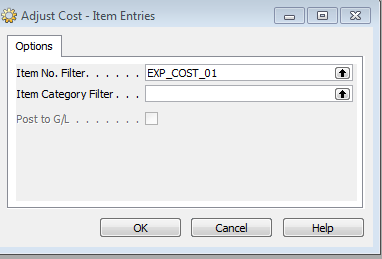 Adjust Cost - Item Entries
Options
Item No. Filter. . . . . . EXP_COST_01
Item Category Filter . . .
Post to G/L . . . . . . .
OK Cancel Help